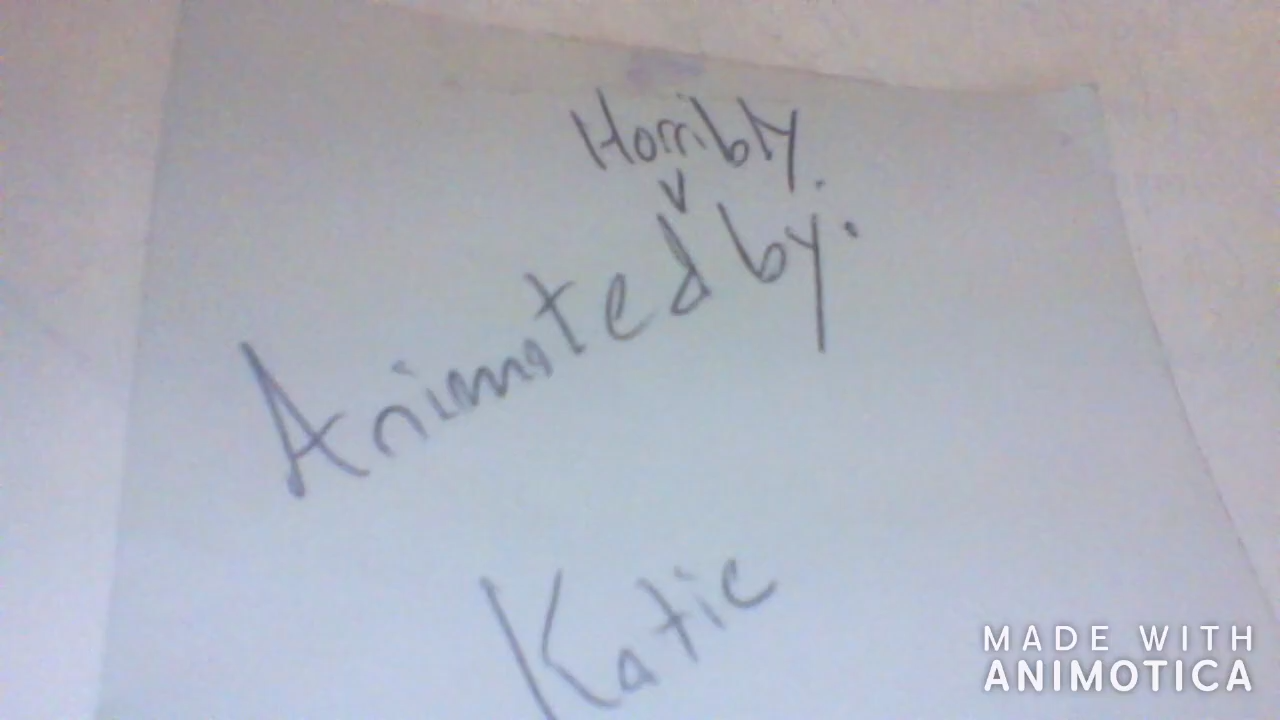 Horribly
v
Animated by:
Katie
MADE WITH
ANIMOTICA